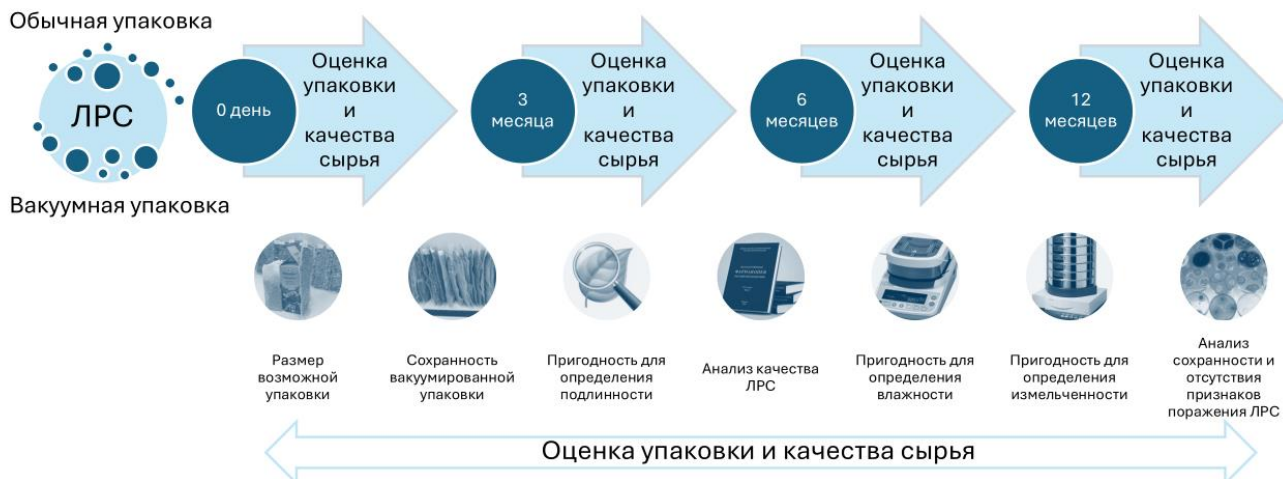 Обычная упаковка
ЛРС
Вакуумная упаковка
0 день
Оценка
упаковки
и
качества
сырья
3
месяца
Оценка
упаковки
и
качества
сырья
6
месяцев
Оценка
упаковки
и
качества
сырья
12
месяцев
Оценка
упаковки
и
качества
сырья
Размер
возможной
упаковки
Сохранность
вакуумированной
упаковки
Пригодность для
определения
подлинности
Анализ качества
ЛРС
Пригодность для
определения
влажности
Пригодность для
определения
измельченности
Анализ
сохранности и
отсутствия
признаков
поражения ЛРС
Оценка упаковки и качества сырья